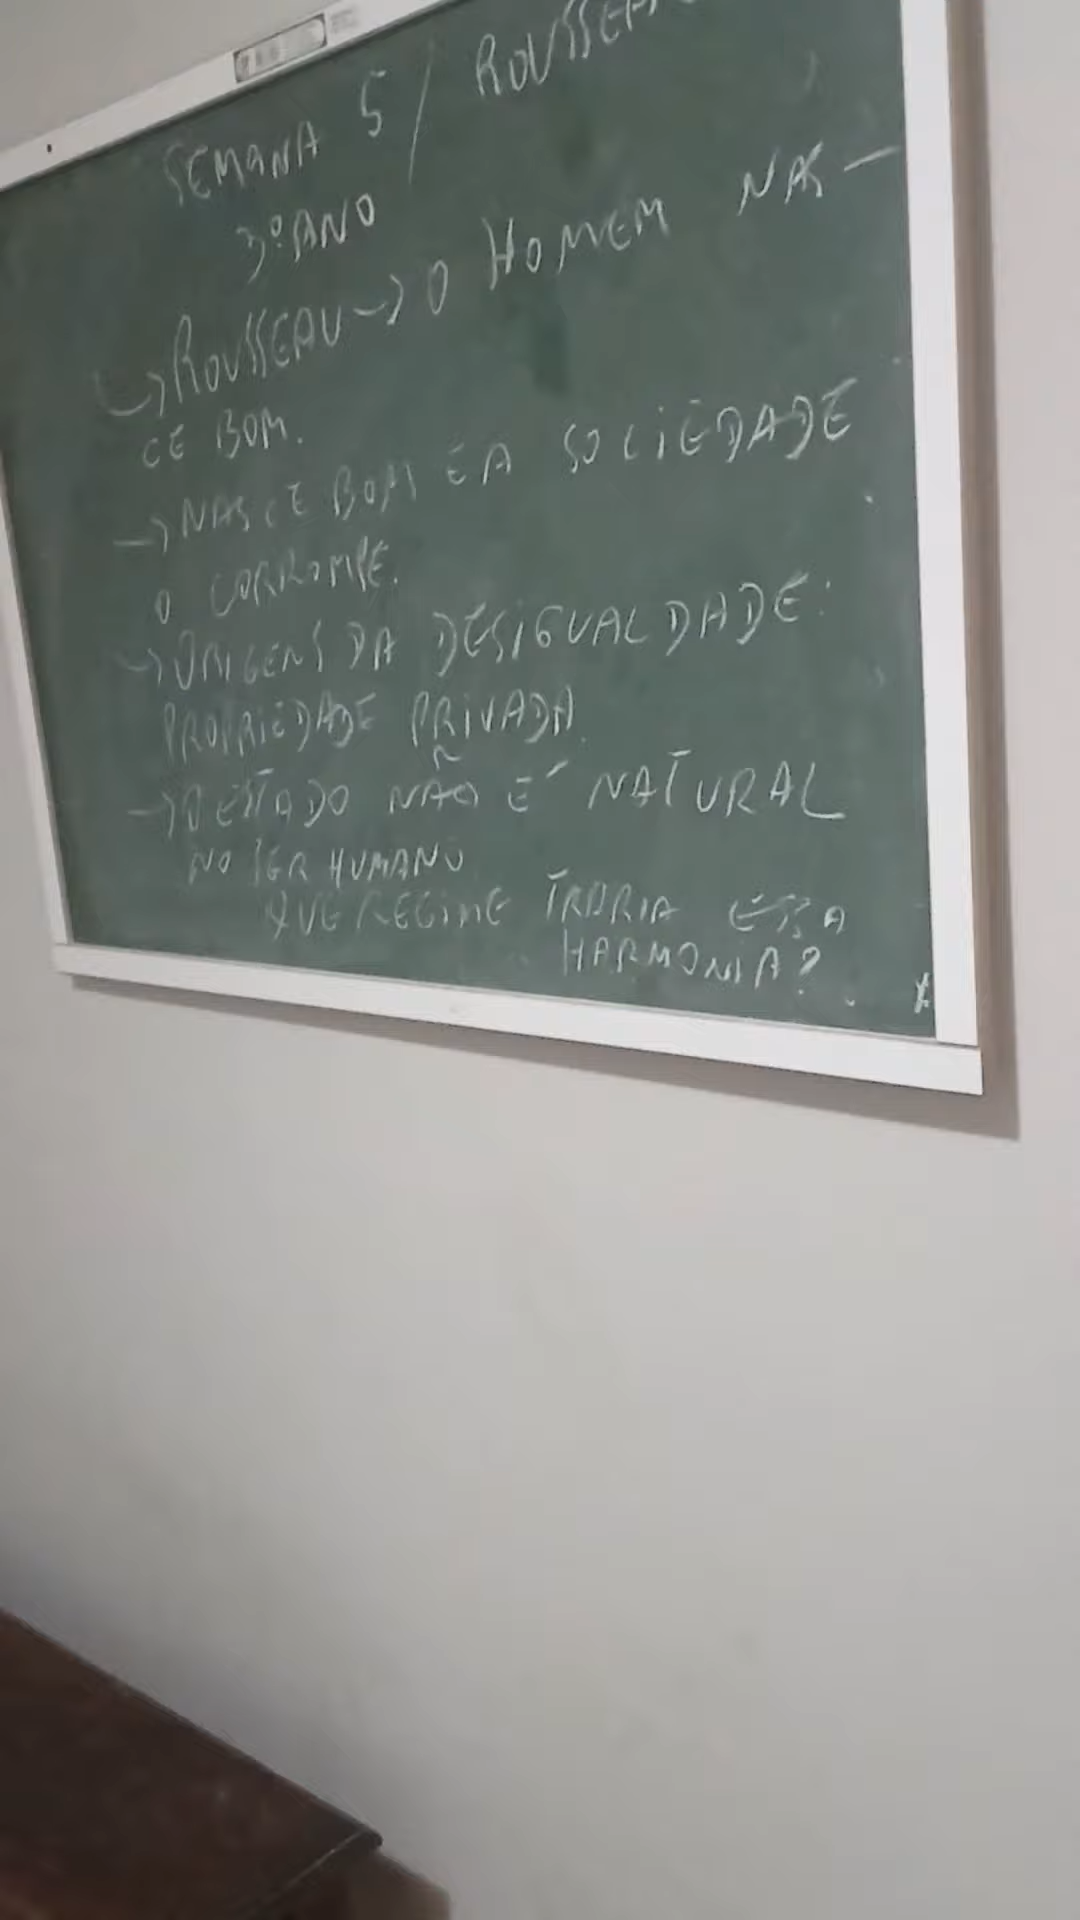 SEMANA 5 / ROUSSEA
3º ANO
ROUSSEAU → O HOMEM NAS-
CE BOM.
→ NASCE BOM E A SOCIEDADE
O CORROMPE.
→ ORIGENS DA DESIGUALDADE:
PROPRIEDADE PRIVADA.
→ O ESTADO NÃO É NATURAL
NO SER HUMANO
QUE REGIME TRARIA ESSA
HARMONIA?